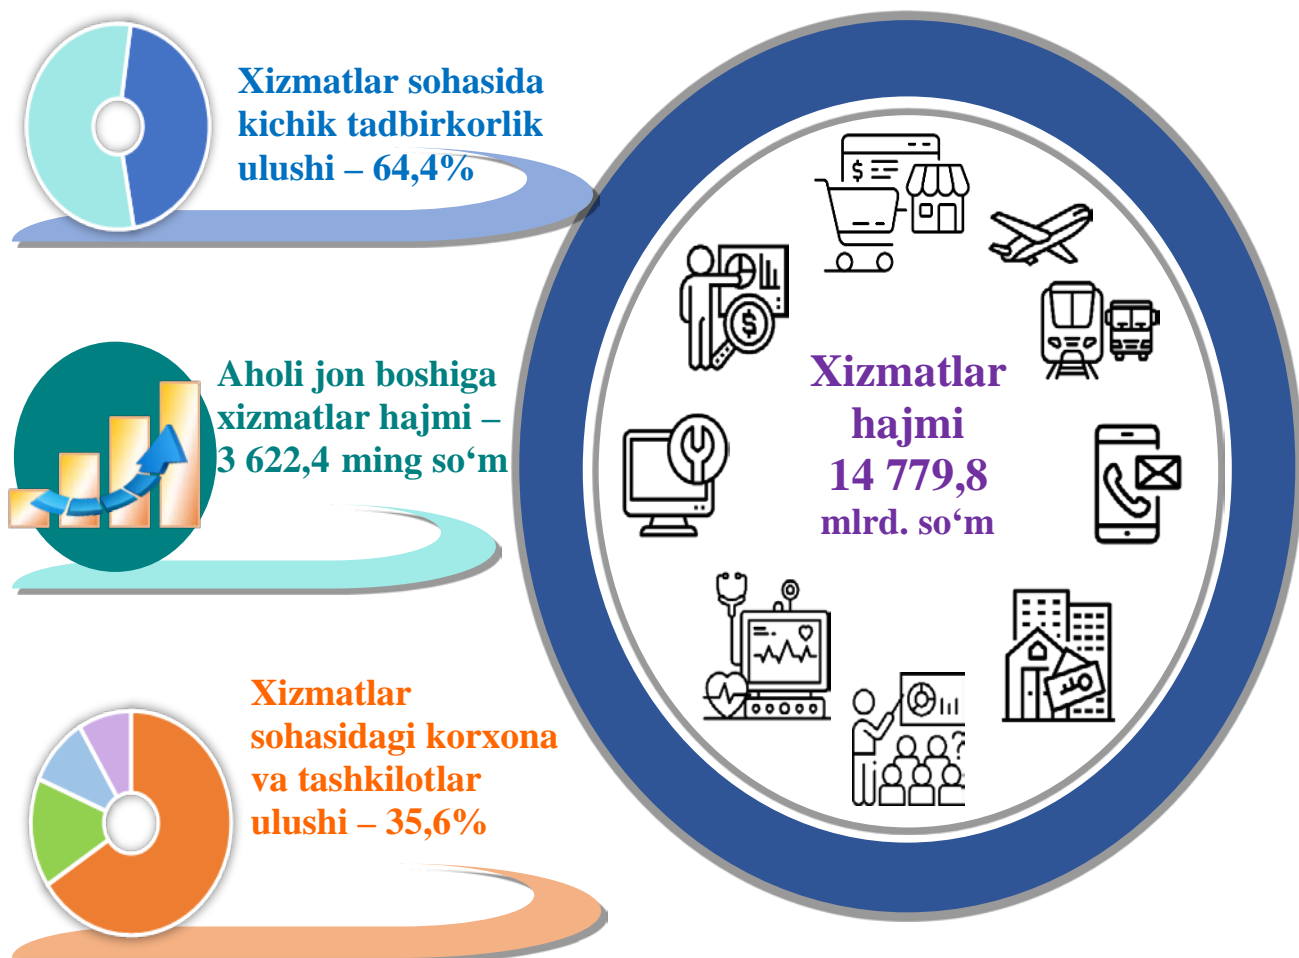 Xizmatlar sohasida
kichik tadbirkorlik
ulushi – 64,4%
Aholi jon boshiga
xizmatlar hajmi –
3 622,4 ming so‘m
Xizmatlar
sohasidagi korxona
va tashkilotlar
ulushi – 35,6%
Xizmatlar
hajmi
14 779,8
mlrd. so‘m